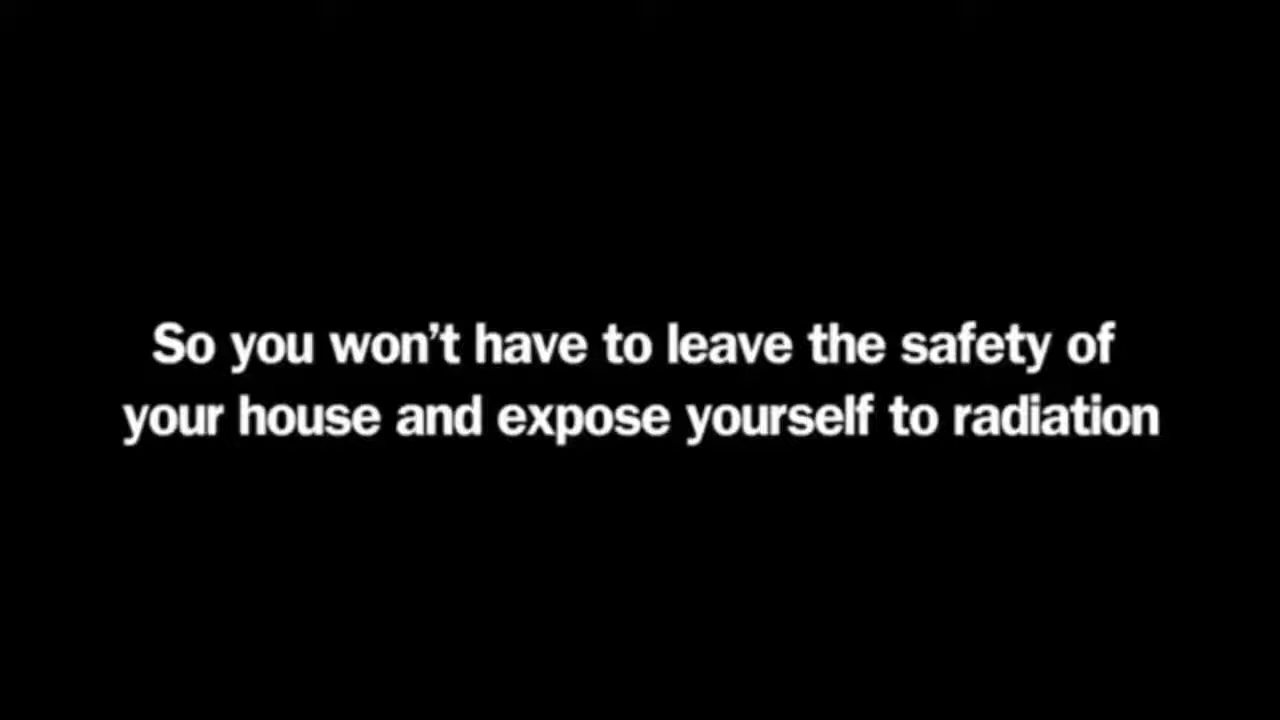 So you won’t have to leave the safety of
your house and expose yourself to radiation